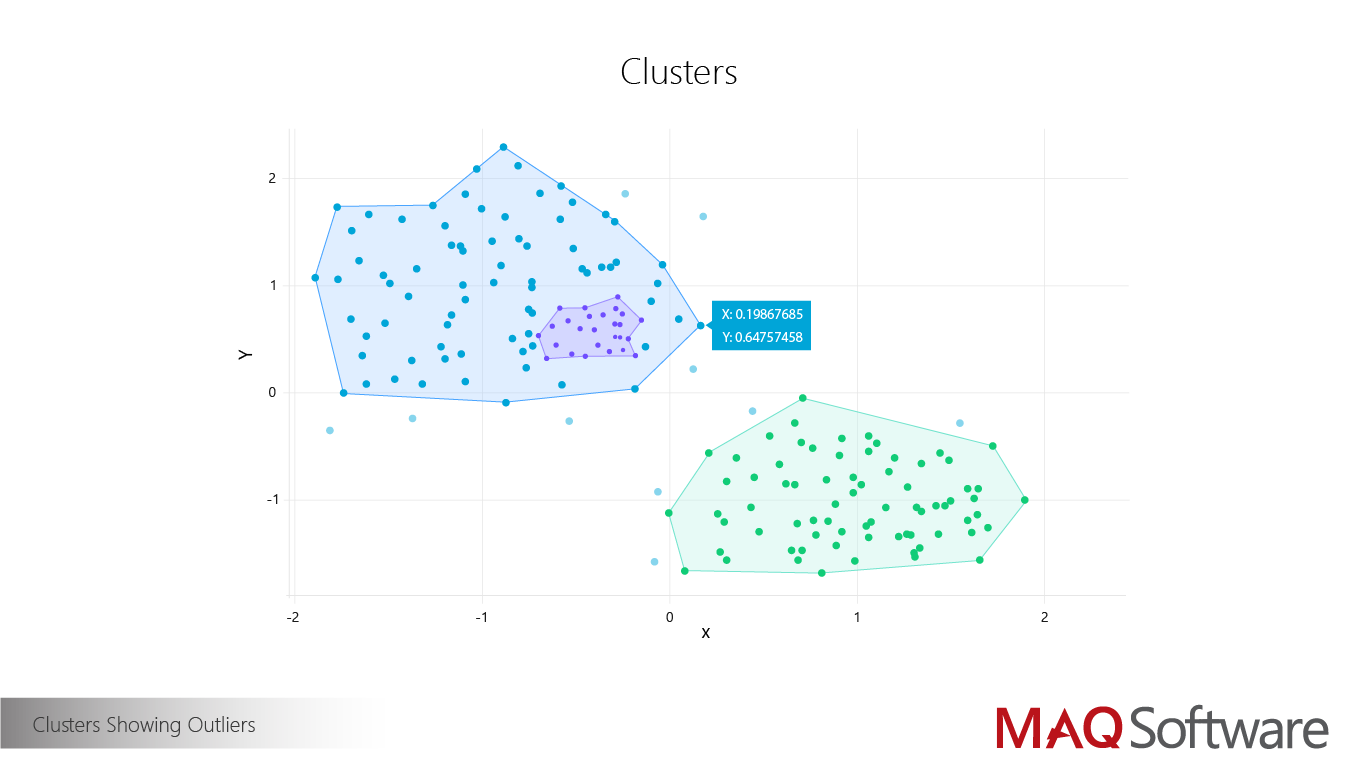 Clusters
2
1
X: 0.19867685
Y: 0.64757458
Y
0
-1
-2 -1 0 1 2
X
Clusters Showing Outliers
MAQ Software